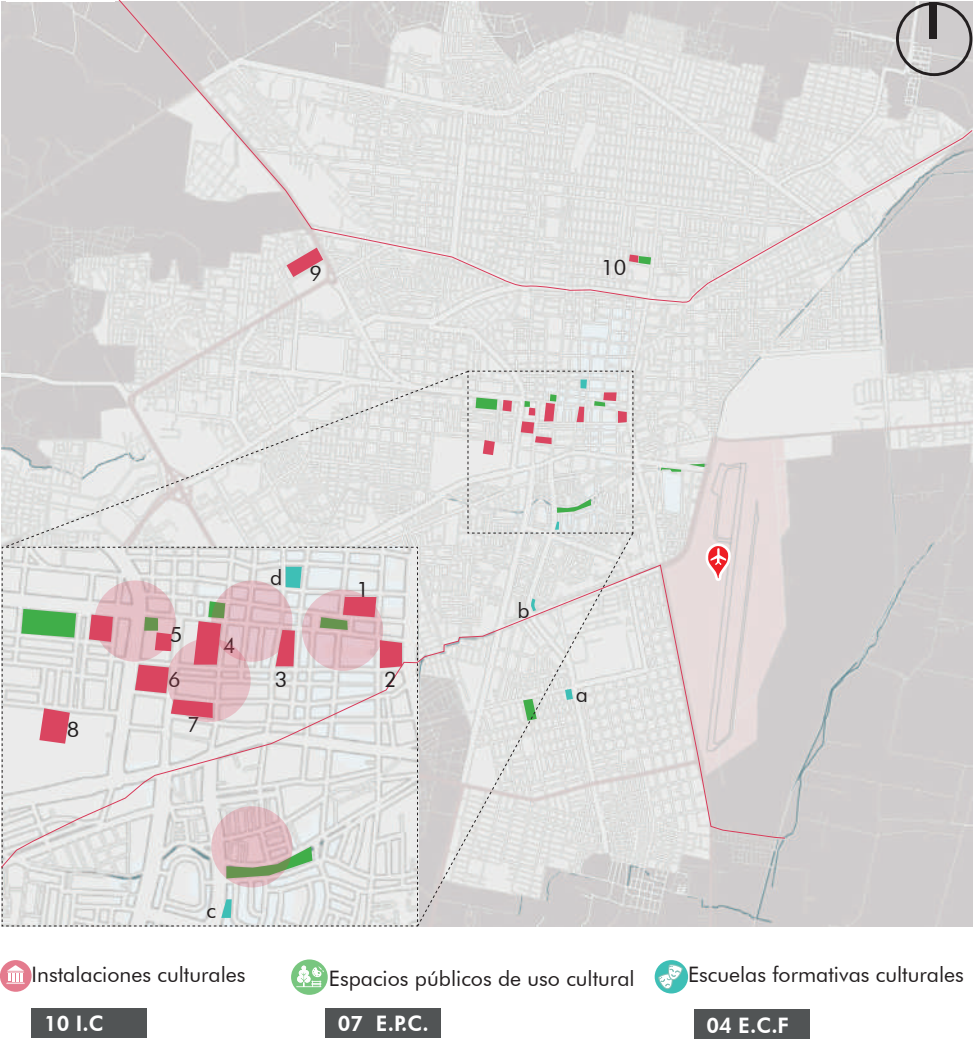 10
9
d
1
5
4
6
3
2
7
8
c
b
a
Instalaciones culturales
Espacios públicos de uso cultural
Escuelas formativas culturales
10 I.C
07 E.P.C.
04 E.C.F